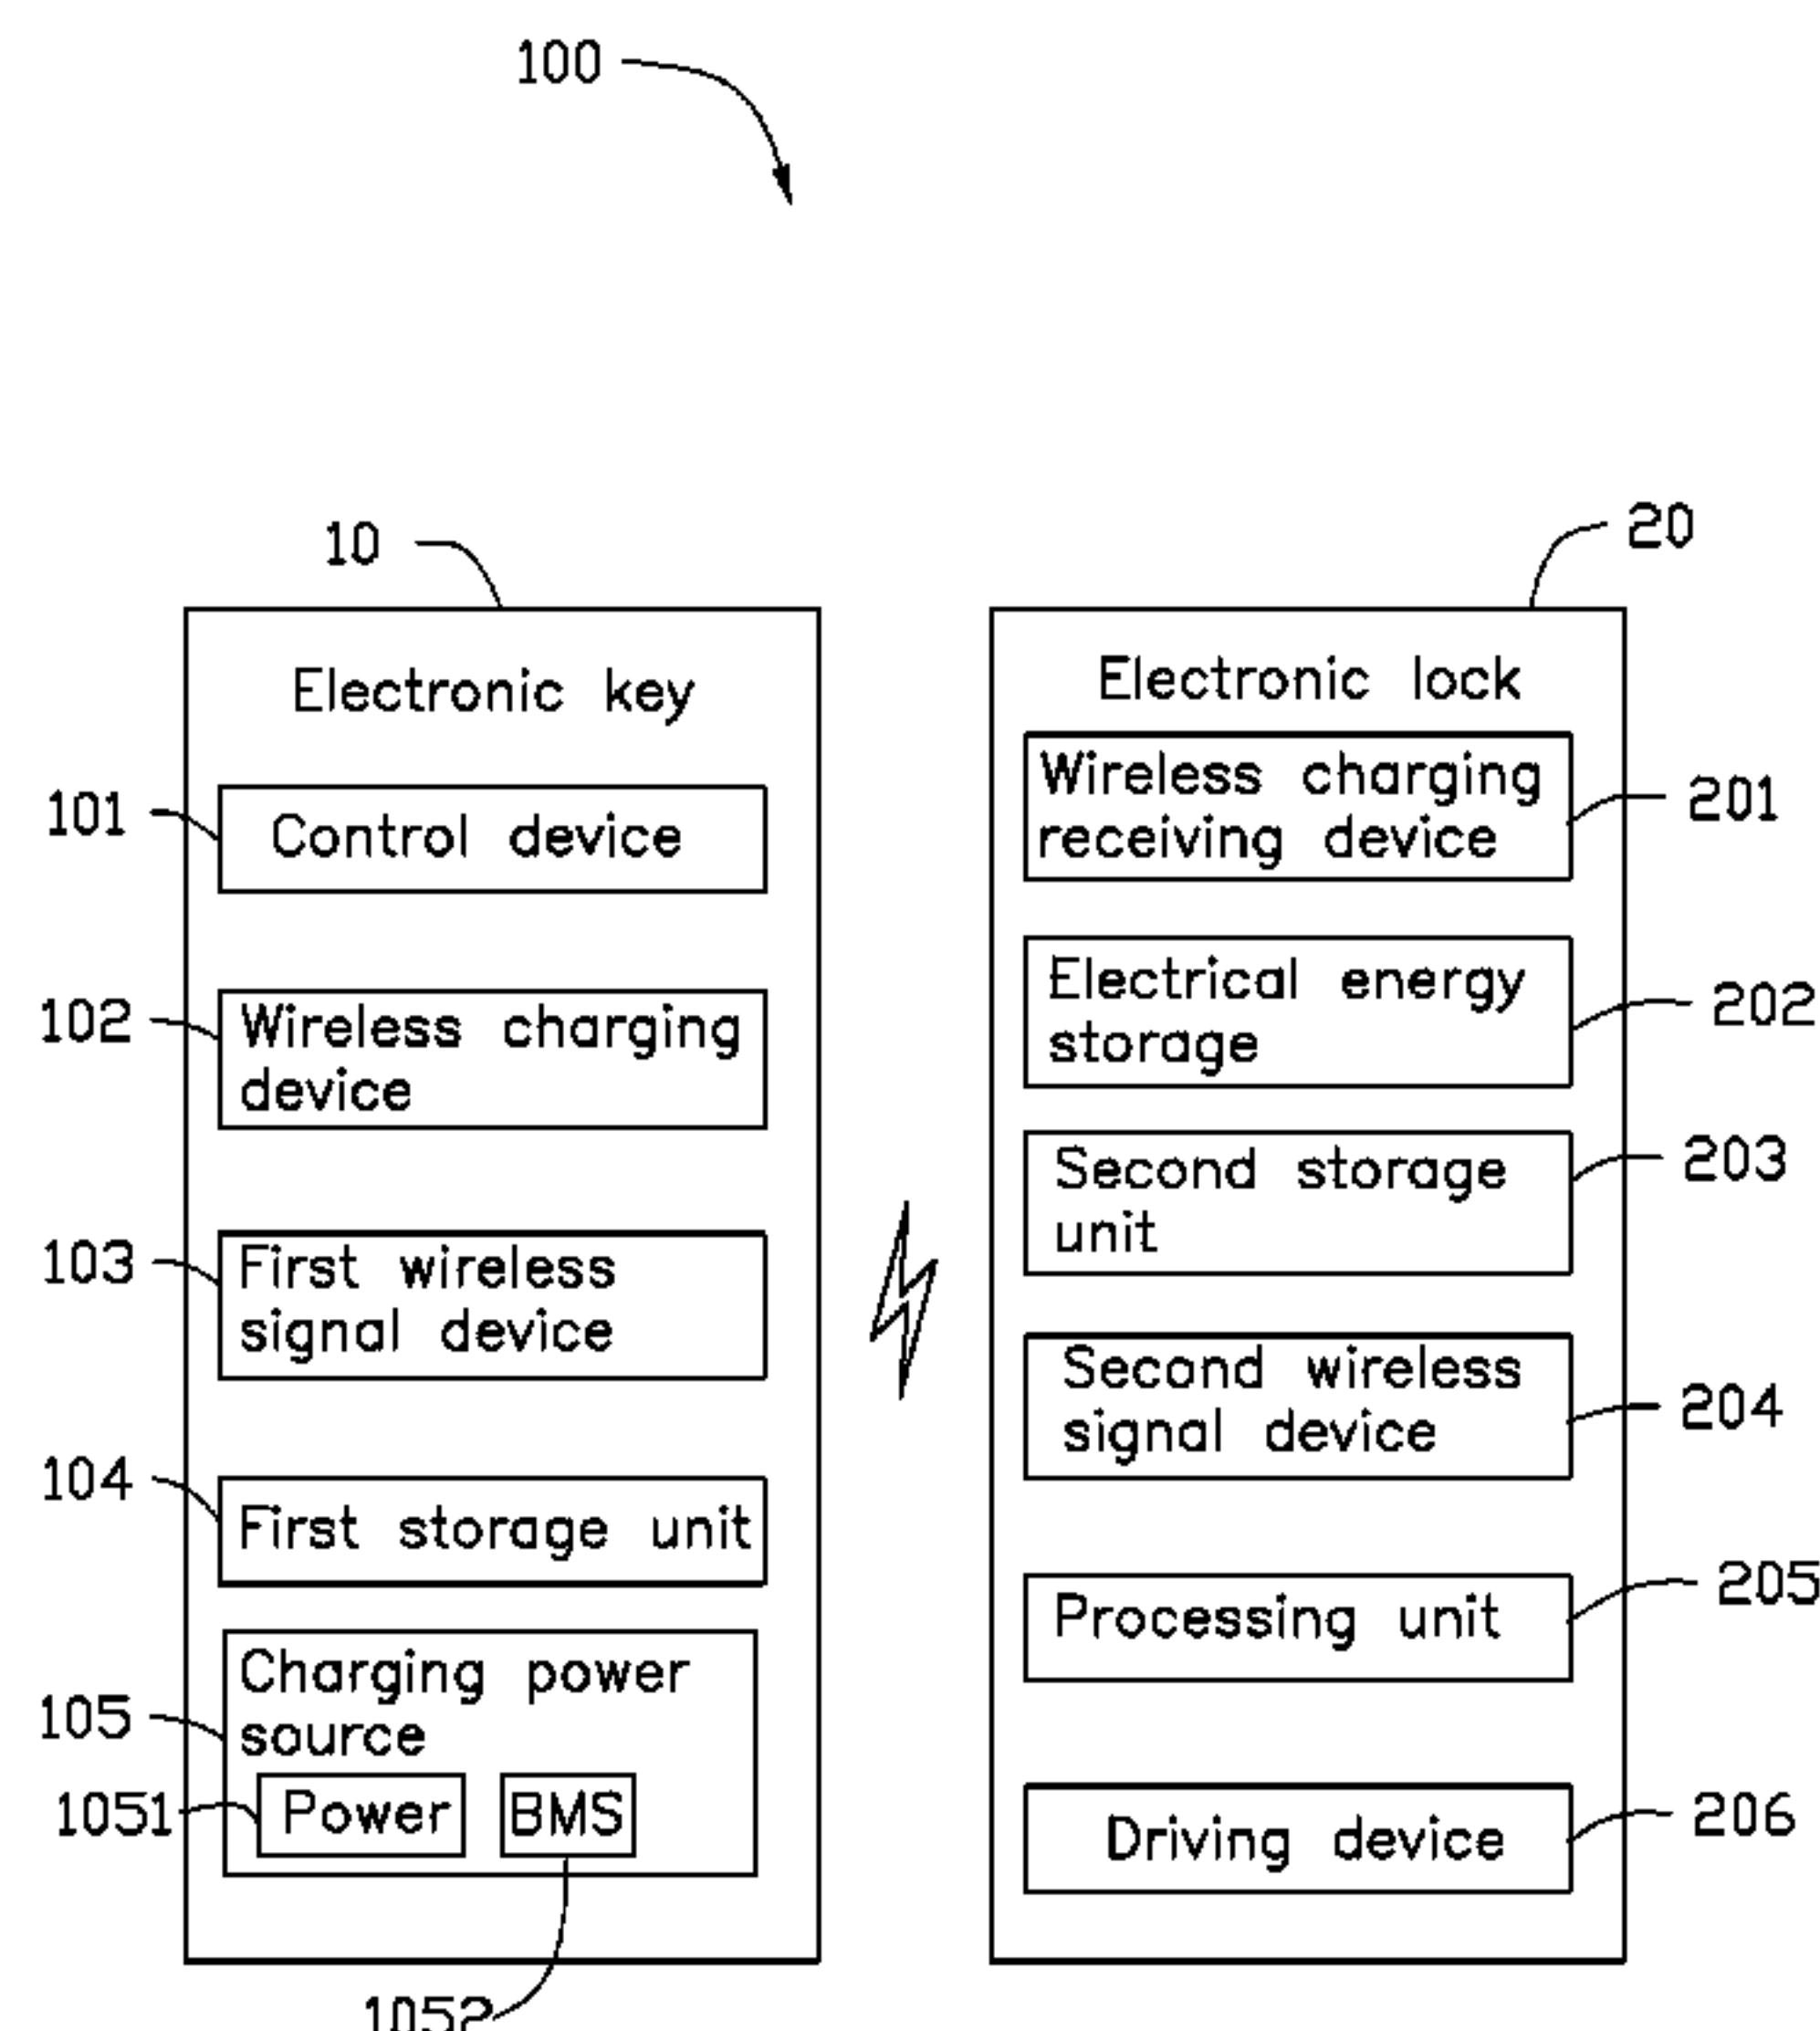 100
10
20
Electronic key
101
Control device
102
Wireless charging
device
103
First wireless
signal device
104
First storage unit
105
Charging power
source
1051
Power
BMS
1052
Electronic lock
Wireless charging
receiving device
201
Electrical energy
storage
202
Second storage
unit
203
Second wireless
signal device
204
Processing unit
205
Driving device
206